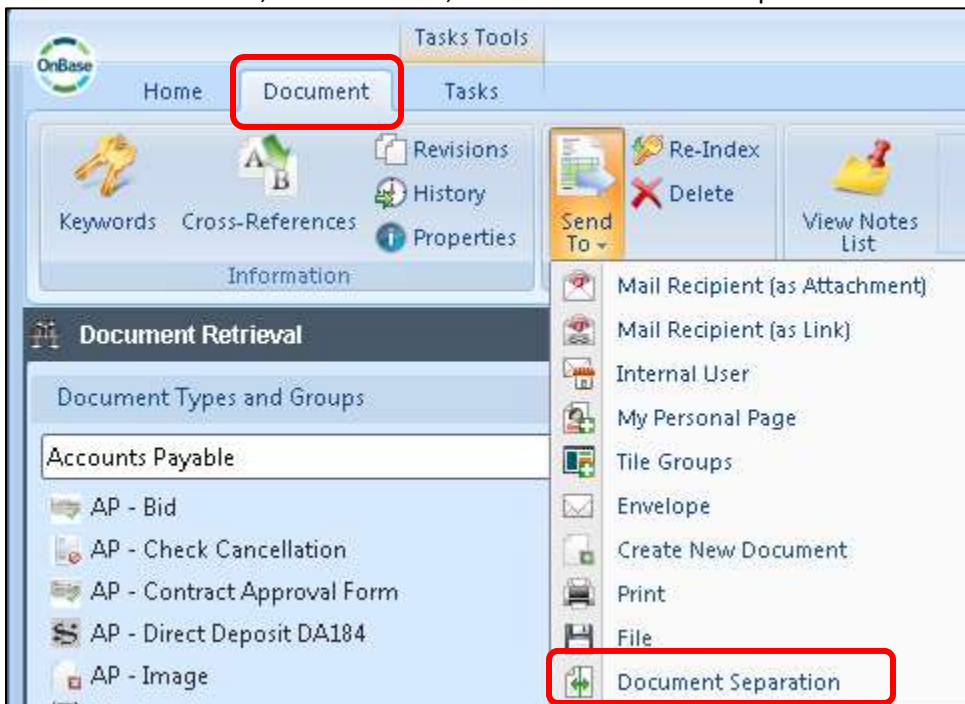 Tasks Tools
OnBase
Home Document Tasks
Revisions
History
Properties
Keywords Cross-References
Information
Re-Index
Delete
Send To
View Notes List
Mail Recipient (as Attachment)
Mail Recipient (as Link)
Internal User
My Personal Page
Tile Groups
Envelope
Create New Document
Print
File
Document Separation
Document Retrieval
Document Types and Groups
Accounts Payable
AP - Bid
AP - Check Cancellation
AP - Contract Approval Form
AP - Direct Deposit DA184
AP - Image